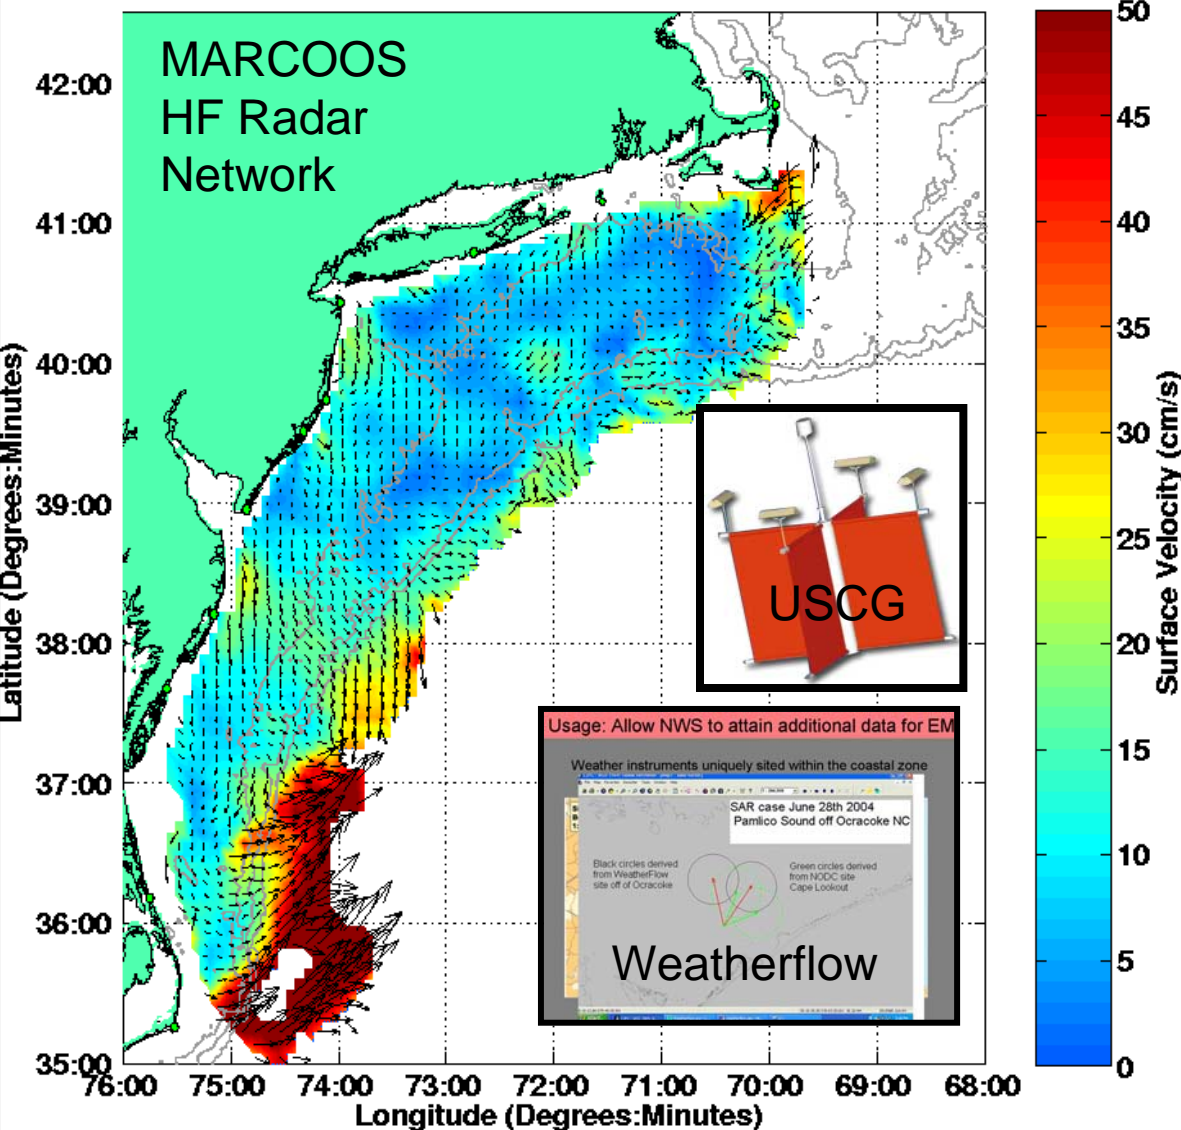 MARCOOS
HF Radar
Network
42:00
41:00
40:00
39:00
38:00
37:00
36:00
35:00
Latitude (Degrees:Minutes)
76:00 75:00 74:00 73:00 72:00 71:00 70:00 69:00 68:00
Longitude (Degrees:Minutes)
USCG
Usage: Allow NWS to attain additional data for EM
Weather instruments uniquely sited within the coastal zone
SAR case June 28th 2004
Pamlico Sound off Ocracoke NC
Black circles derived
from WeatherFlow
site off of Ocracoke
Green circles derived
from NODC site
Cape Lookout
Weatherflow
50
45
40
35
30
25
20
15
10
5
0
Surface Velocity (cm/s)